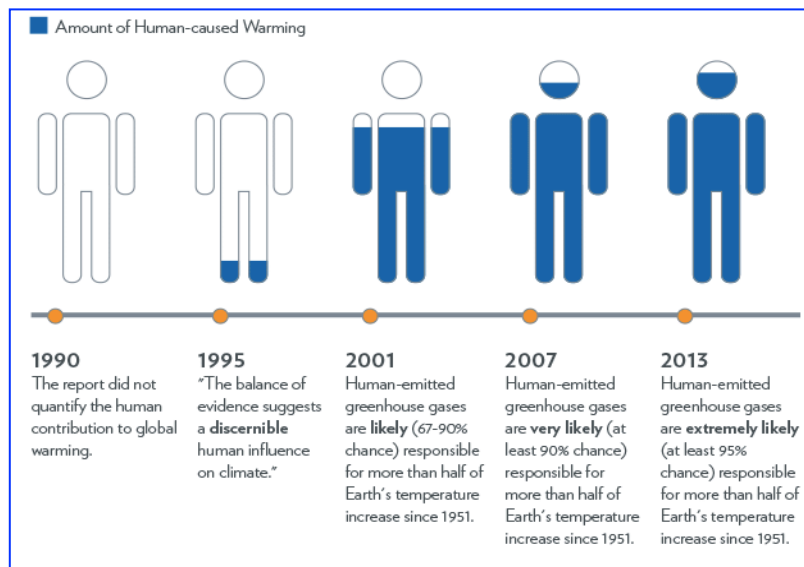 Amount of Human-caused Warming
1990
The report did not
quantify the human
contribution to global
warming.
1995
"The balance of
evidence suggests
a discernible
human influence
on climate."
2001
Human-emitted
greenhouse gases
are likely (67-90%
chance) responsible
for more than half of
Earth's temperature
increase since 1951.
2007
Human-emitted
greenhouse gases
are very likely (at
least 90% chance)
responsible for
more than half of
Earth's temperature
increase since 1951.
2013
Human-emitted
greenhouse gases
are extremely likely
(at least 95%
chance) responsible
for more than half of
Earth's temperature
increase since 1951.